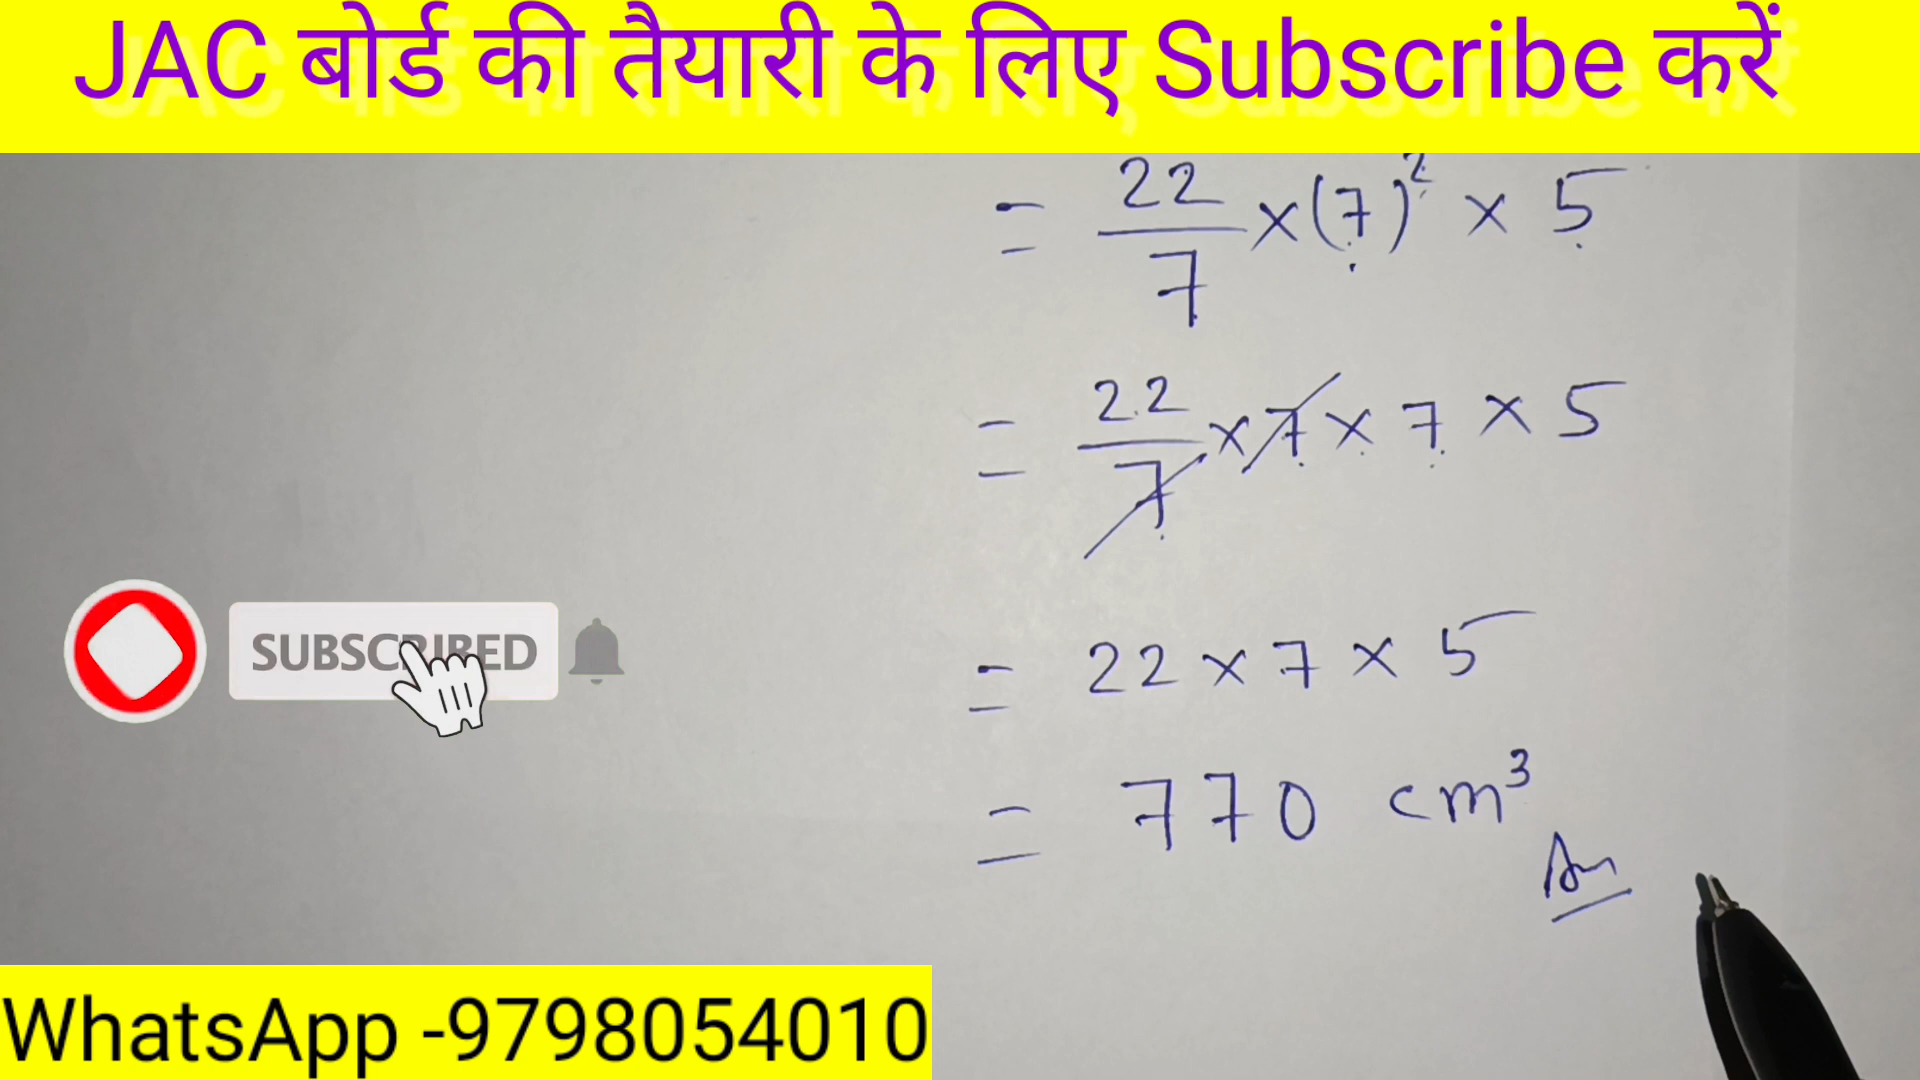 JAC बोर्ड की तैयारी के लिए Subscribe करें
= 22/7 × (7)² × 5
= 22/7 × 7 × 7 × 5
= 22 × 7 × 5
= 770 cm³
Ans
SUBSCRIBED
WhatsApp -9798054010